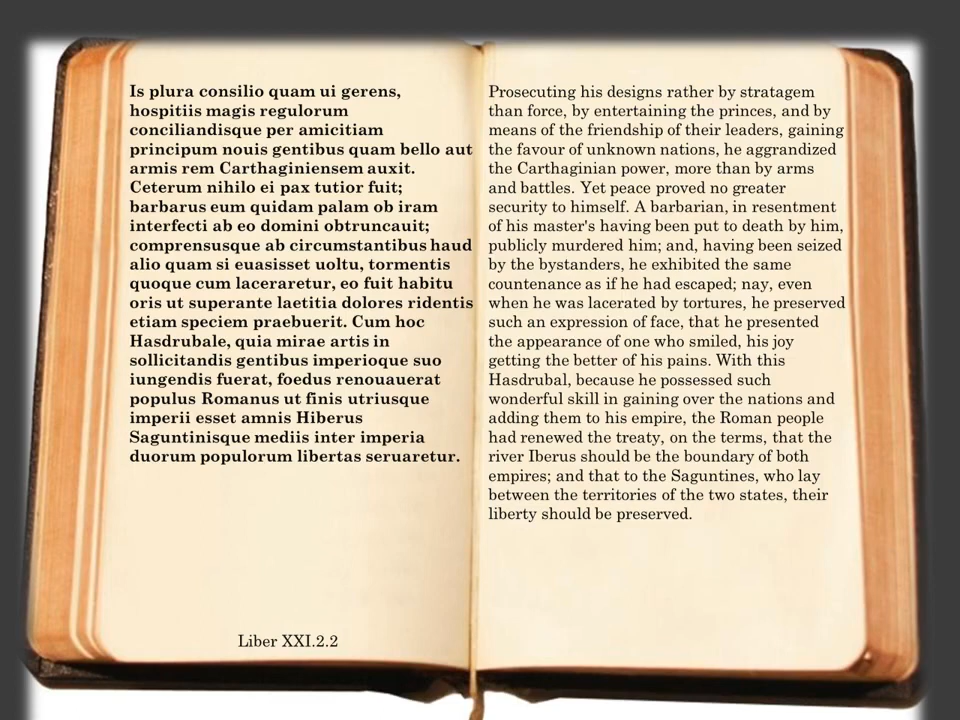 Is plura consilio quam ui gerens,
hospitiis magis regulorum
conciliandisque per amicitiam
principum nouis gentibus quam bello aut
armis rem Carthaginiensem auxit.
Ceterum nihilo ei pax tutior fuit;
barbarus eum quidam palam ob iram
interfecti ab eo domini obtruncauit;
comprensusque ab circumstantibus haud
alio quam si euasisset uoltu, tormentis
quoque cum laceraretur, eo fuit habitu
oris ut superante laetitia dolores ridentis
etiam speciem praebuerit. Cum hoc
Hasdrubale, quia mirae artis in
sollicitandis gentibus imperioque suo
iungendis fuerat, foedus renouauerat
populus Romanus ut finis utriusque
imperii esset amnis Hiberus
Saguntinisque mediis inter imperia
duorum populorum libertas seruaretur.
Liber XXI.2.2
Prosecuting his designs rather by stratagem
than force, by entertaining the princes, and by
means of the friendship of their leaders, gaining
the favour of unknown nations, he aggrandized
the Carthaginian power, more than by arms
and battles. Yet peace proved no greater
security to himself. A barbarian, in resentment
of his master's having been put to death by him,
publicly murdered him; and, having been seized
by the bystanders, he exhibited the same
countenance as if he had escaped; nay, even
when he was lacerated by tortures, he preserved
such an expression of face, that he presented
the appearance of one who smiled, his joy
getting the better of his pains. With this
Hasdrubal, because he possessed such
wonderful skill in gaining over the nations and
adding them to his empire, the Roman people
had renewed the treaty, on the terms, that the
river Iberus should be the boundary of both
empires; and that to the Saguntines, who lay
between the territories of the two states, their
liberty should be preserved.